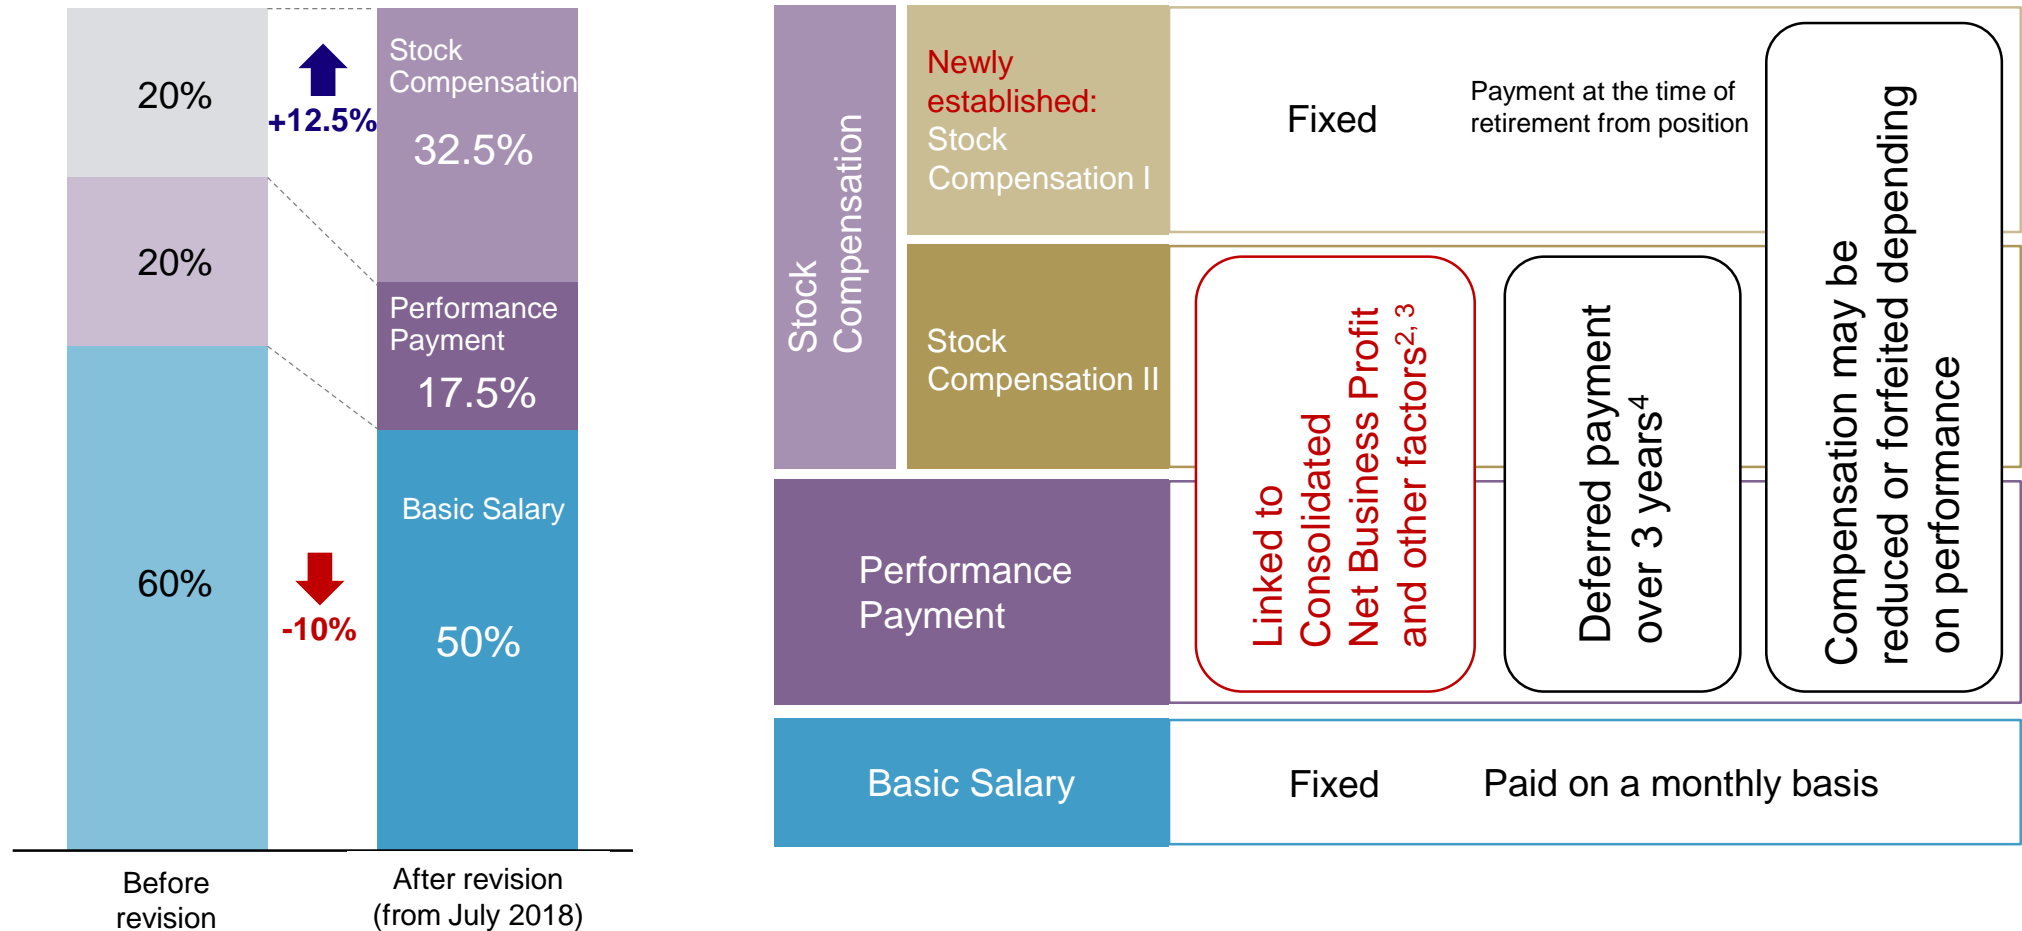 20%
20%
60%
+12.5%
-10%
Stock
Compensation
32.5%
Performance
Payment
17.5%
Basic Salary
50%
Before
revision
After revision
(from July 2018)
Stock
Compensation
Newly
established:
Stock
Compensation I
Fixed
Payment at the time of
retirement from position
Stock
Compensation II
Performance
Payment
Linked to
Consolidated
Net Business Profit
and other factors2, 3
Deferred payment
over 3 years4
Compensation may be
reduced or forfeited depending
on performance
Basic Salary
Fixed
Paid on a monthly basis